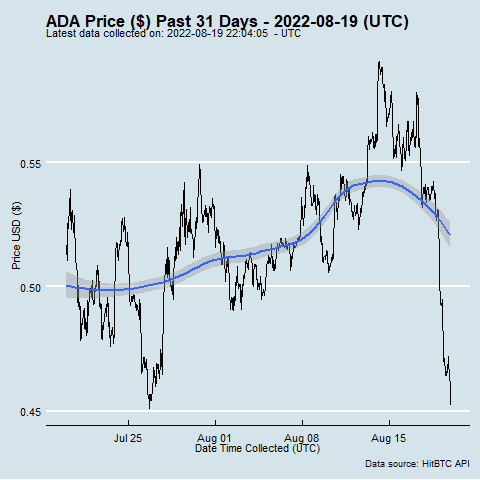 ADA Price ($) Past 31 Days - 2022-08-19 (UTC)
Latest data collected on: 2022-08-19 22:04:05 - UTC
Price USD ($)
0.55
0.50
0.45
Jul 25
Aug 01
Aug 08
Aug 15
Date Time Collected (UTC)
Data source: HitBTC API